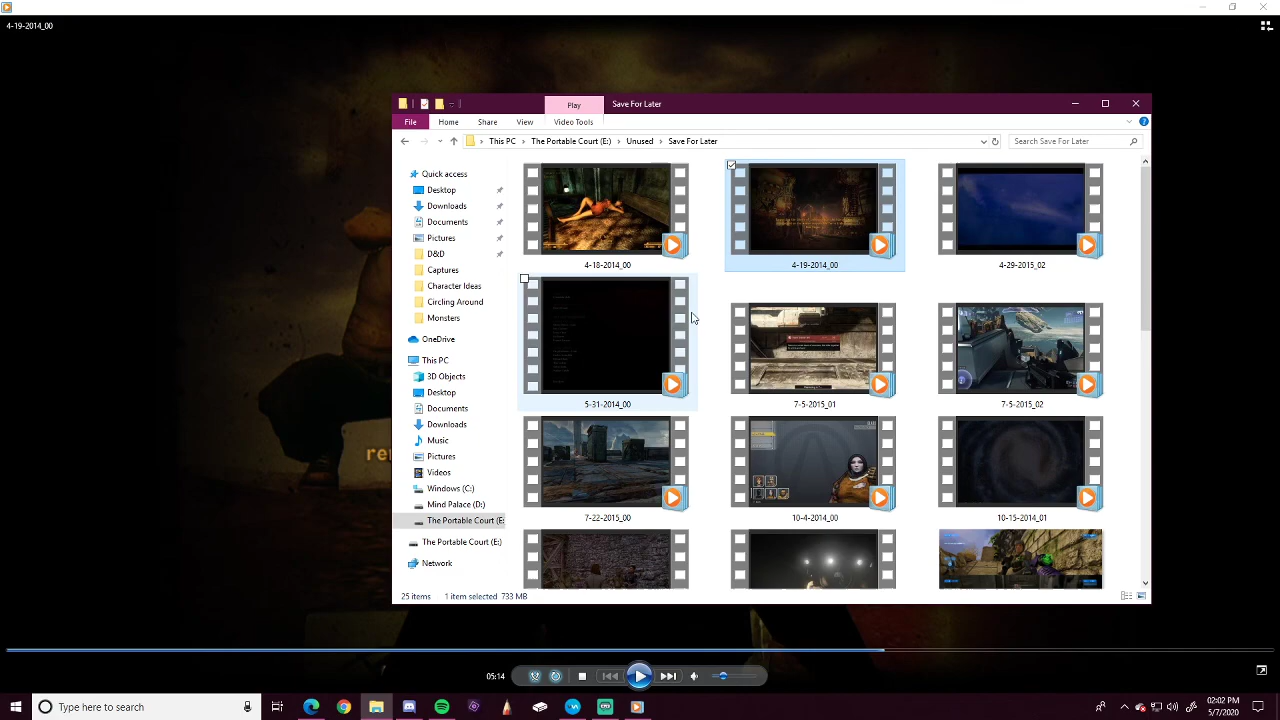 4-19-2014_00
Play
Save For Later
File
Home
Share
View
Video Tools
This PC
The Portable Court (E:)
Unused
Save For Later
Search Save For Later
Quick access
Desktop
Downloads
Documents
Pictures
D&D
Captures
Character Ideas
Circling Around
Monsters
OneDrive
This PC
3D Objects
Desktop
Documents
Downloads
Music
Pictures
Videos
Windows (C:)
Mind Palace (D:)
The Portable Court (E:
The Portable Court (E:)
Network
4-18-2014_00
4-19-2014_00
4-29-2015_02
5-31-2014_00
7-5-2015_01
7-5-2015_02
7-22-2015_00
10-4-2014_00
10-15-2014_01
25 items
1 item selected 733 MB
re
05:14
Type here to search
02:02 PM
5/7/2020